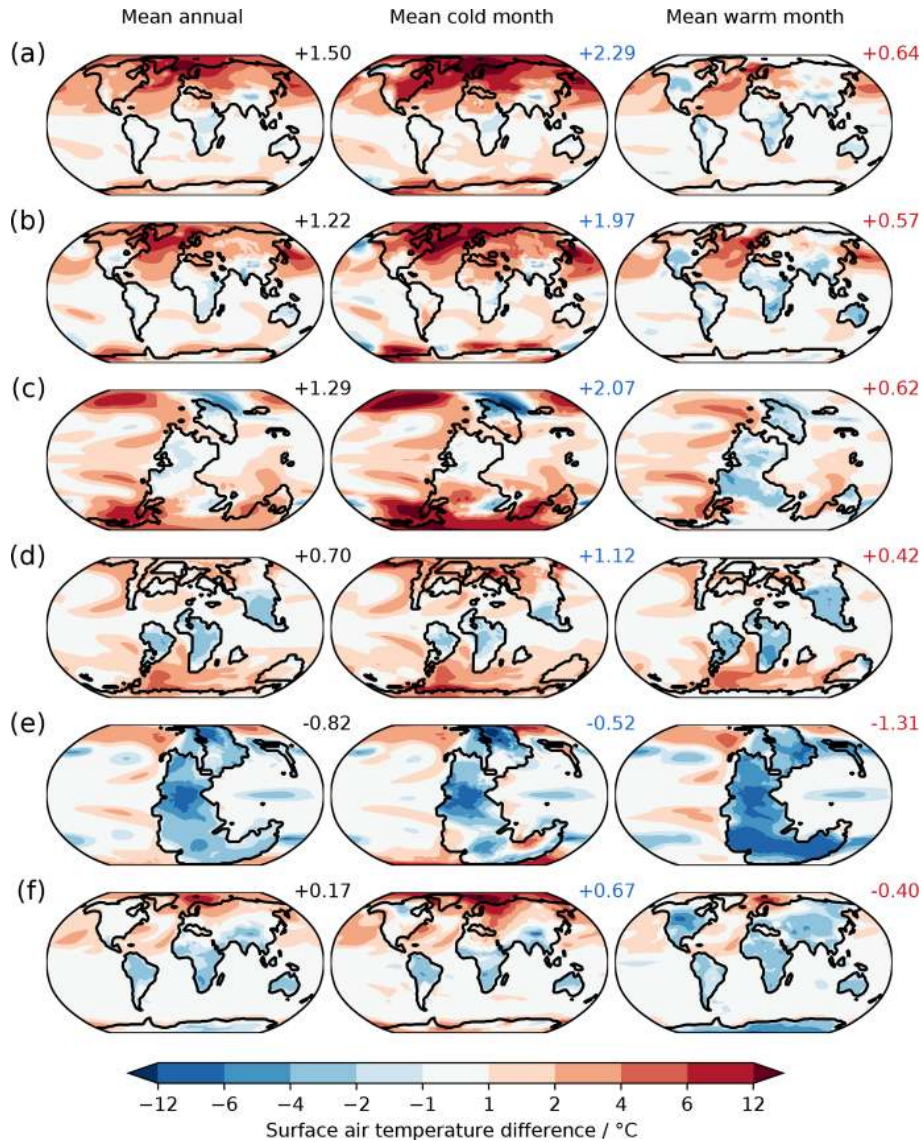 Mean annual Mean cold month Mean warm month
(a) +1.50 +2.29 +0.64
(b) +1.22 +1.97 +0.57
(c) +1.29 +2.07 +0.62
(d) +0.70 +1.12 +0.42
(e) -0.82 -0.52 -1.31
(f) +0.17 +0.67 -0.40
−12 −6 −4 −2 −1 1 2 4 6 12
Surface air temperature difference / °C